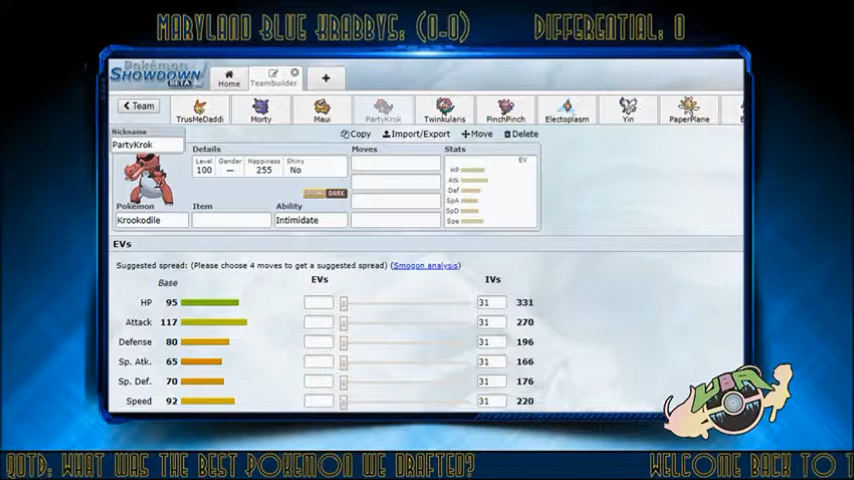 MARYLAND BLUE KRABBYS: (0-0) DIFFERENTIAL: 0
Pokémon
SHOWDOWN
BETA
Home
Teambuilder
+
< Team
TrusMeDaddi
Morty
Maui
PartyKrok
Twinkularis
PinchPinch
Electoplasm
Yin
PaperPlane
Copy Import/Export Move Delete
Nickname
PartyKrok
Details
Level Gender Happiness Shiny
100 — 255 No
DARK
Pokémon
Krookodile
Item
Ability
Intimidate
Moves
Stats
EV
HP
Atk
Def
SpA
SpD
Spe
EVs
Suggested spread: (Please choose 4 moves to get a suggested spread) (Smogon analysis)
Base EVs IVs
HP 95 31 331
Attack 117 31 270
Defense 80 31 196
Sp. Atk. 65 31 166
Sp. Def. 70 31 176
Speed 92 31 220
UBA
QOTD: WHAT WAS THE BEST POKEMON WE DRAFTED? WELCOME BACK TO